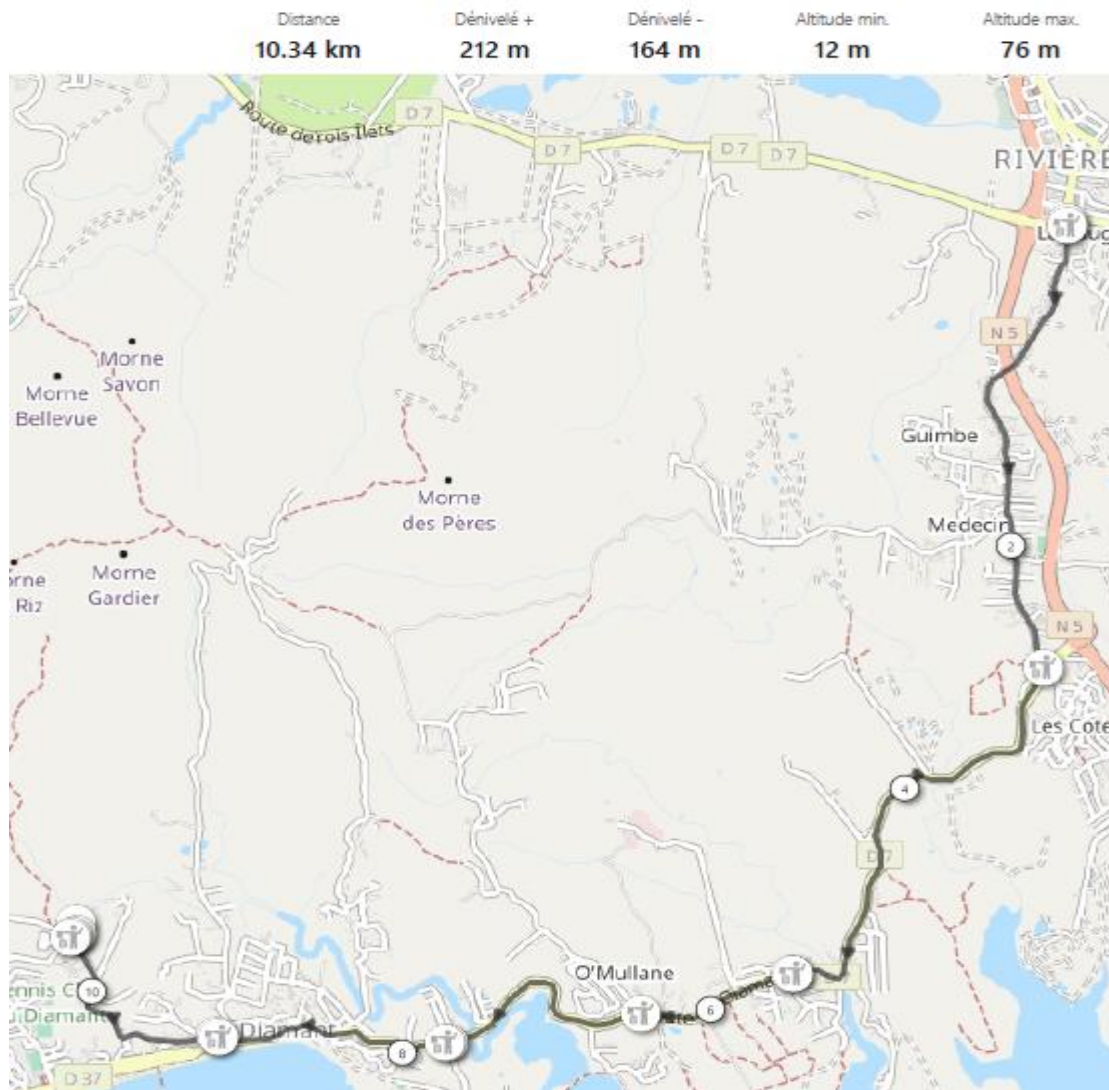 Distance
10.34 km
Dénivelé +
212 m
Dénivelé -
164 m
Altitude min.
12 m
Altitude max.
76 m
Route de rois-Îlets
D 7
D 7
D 7
D 7
RIVIÈRE
N 5
Morne
Savon
Morne
Bellevue
Guimbe
Morne
des Pères
Medecin
2
Morne
Gardier
Riz
N 5
Les Cote
4
D 7
O'Mullane
6
10
Diamant
8
D 37